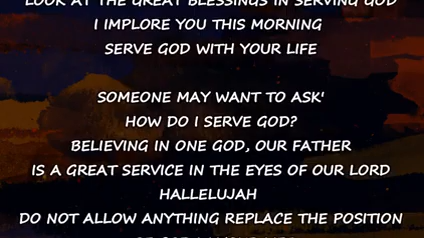 LOOK AT THE GREAT BLESSINGS IN SERVING GOD
I IMPLORE YOU THIS MORNING
SERVE GOD WITH YOUR LIFE
SOMEONE MAY WANT TO ASK'
HOW DO I SERVE GOD?
BELIEVING IN ONE GOD, OUR FATHER
IS A GREAT SERVICE IN THE EYES OF OUR LORD
HALLELUJAH
DO NOT ALLOW ANYTHING REPLACE THE POSITION